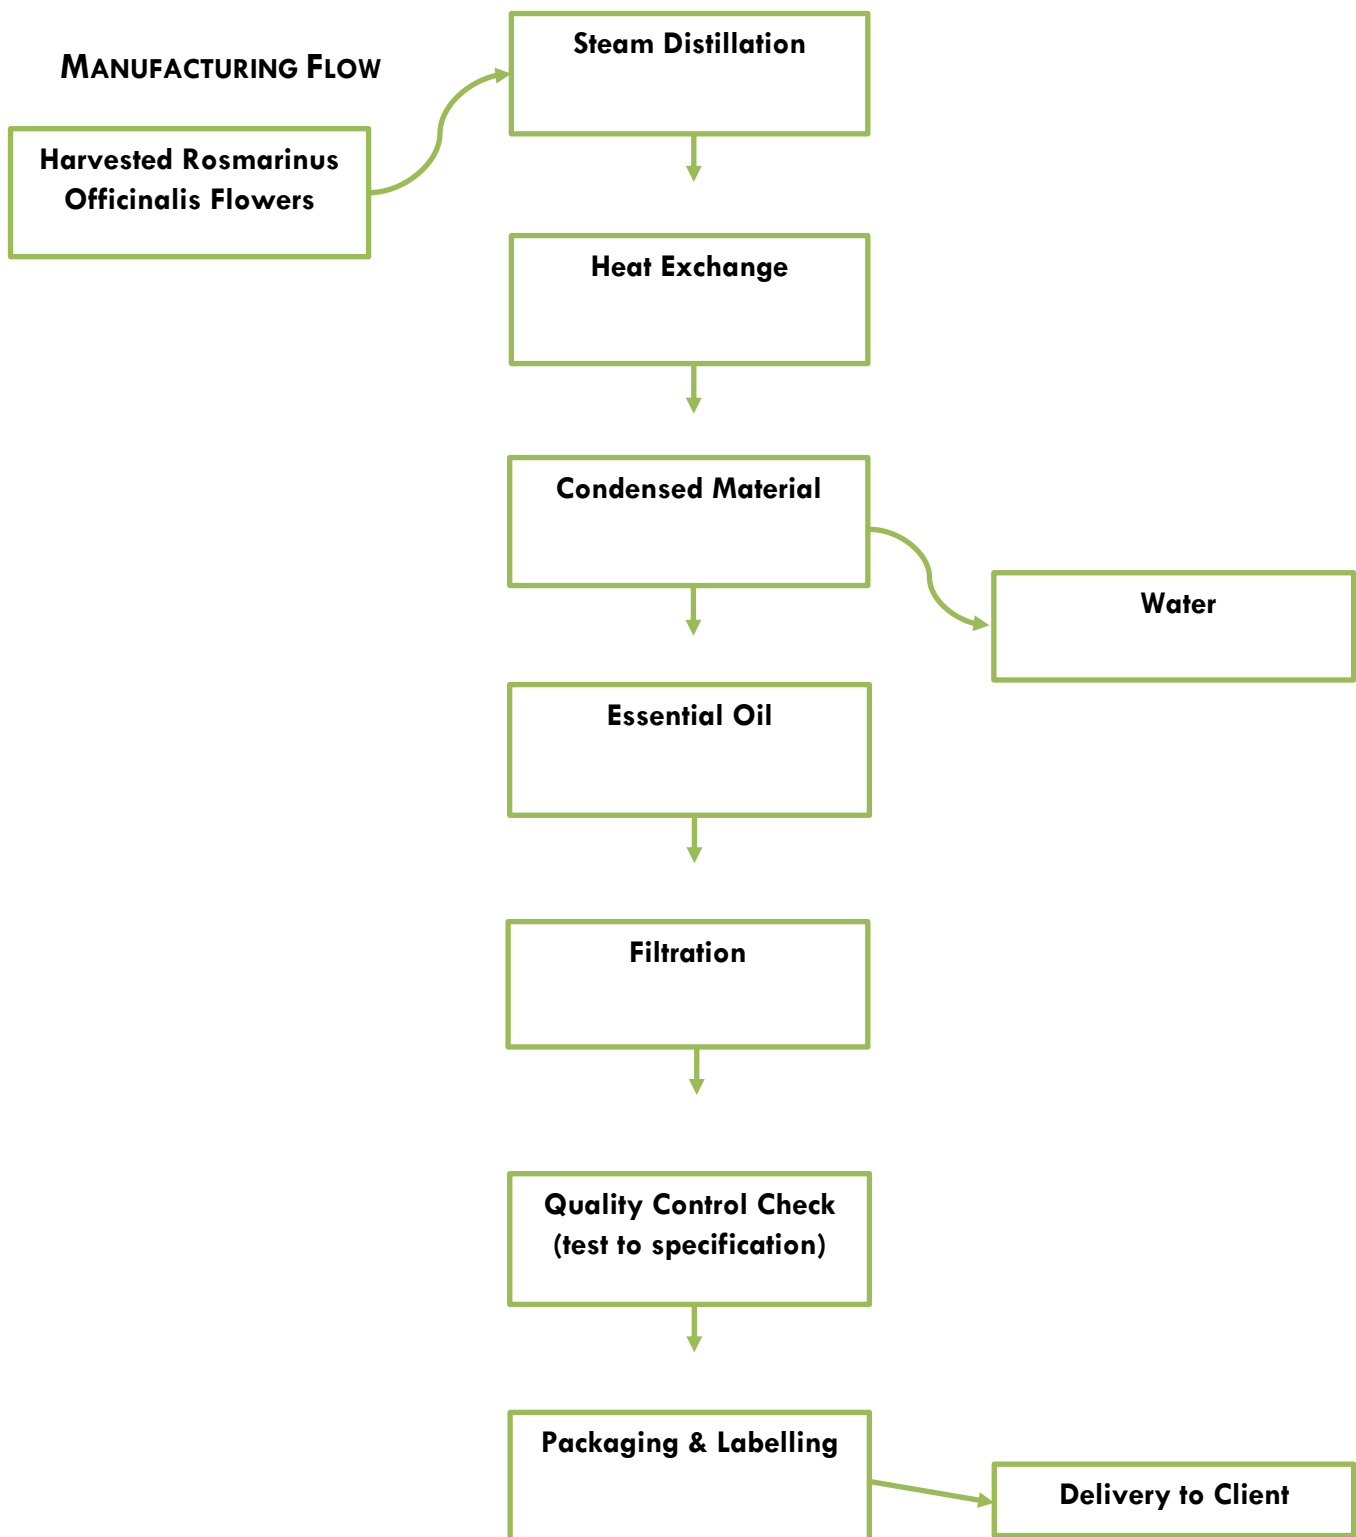 MANUFACTURING FLOW
Steam Distillation
Harvested Rosmarinus
Officinalis Flowers
Heat Exchange
Condensed Material
Water
Essential Oil
Filtration
Quality Control Check
(test to specification)
Packaging & Labelling
Delivery to Client